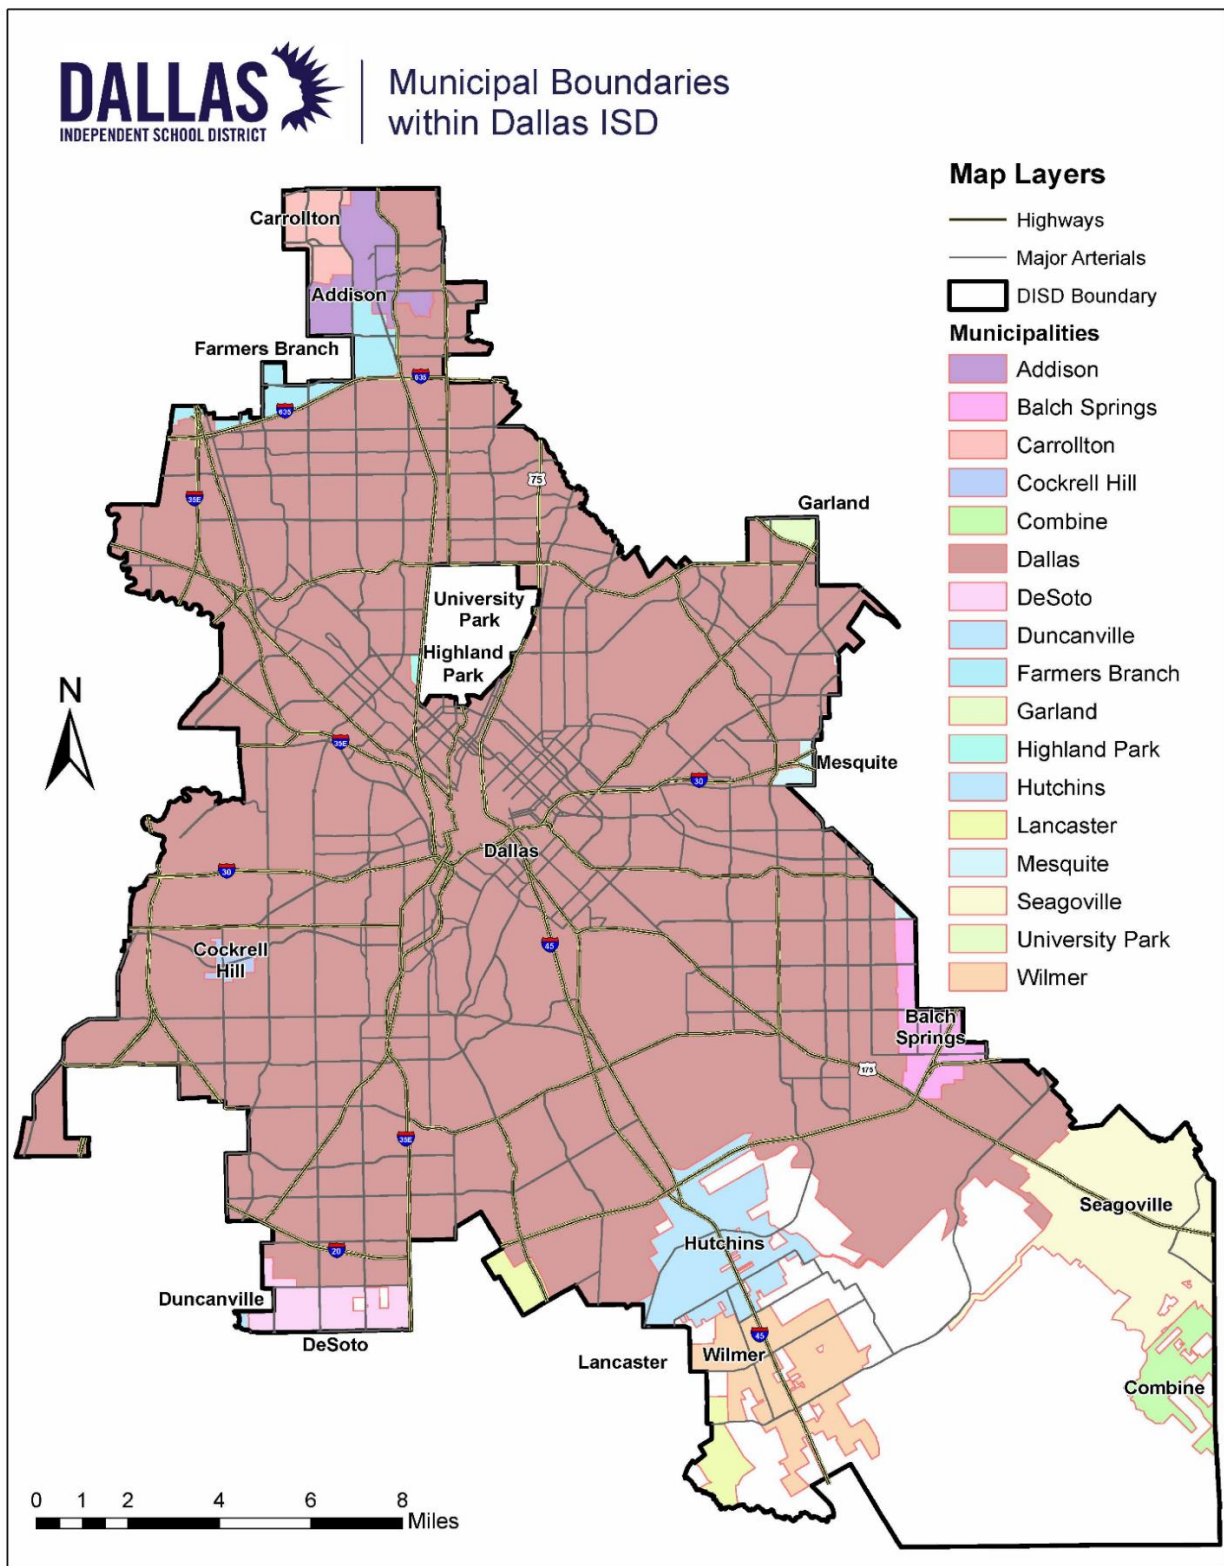 DALLAS
INDEPENDENT SCHOOL DISTRICT
Municipal Boundaries
within Dallas ISD
Map Layers
Highways
Major Arterials
DISD Boundary
Municipalities
Addison
Balch Springs
Carrollton
Cockrell Hill
Combine
Dallas
DeSoto
Duncanville
Farmers Branch
Garland
Highland Park
Hutchins
Lancaster
Mesquite
Seagoville
University Park
Wilmer
Carrollton
Addison
Farmers Branch
635
635
35E
75
Garland
University
Park
Highland
Park
N
35E
Mesquite
30
Dallas
30
45
Cockrell
Hill
Balch
Springs
175
35E
Seagoville
Hutchins
20
Duncanville
DeSoto
45
Lancaster
Wilmer
Combine
0 1 2 4 6 8
Miles